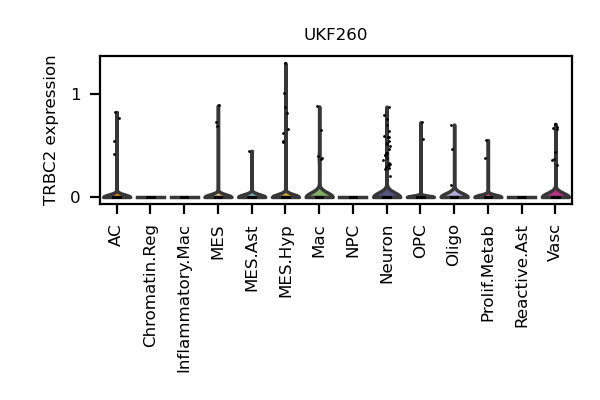 UKF260
TRBC2 expression
1
0
AC
Chromatin.Reg
Inflammatory.Mac
MES
MES.Ast
MES.Hyp
Mac
NPC
Neuron
OPC
Oligo
Prolif.Metab
Reactive.Ast
Vasc